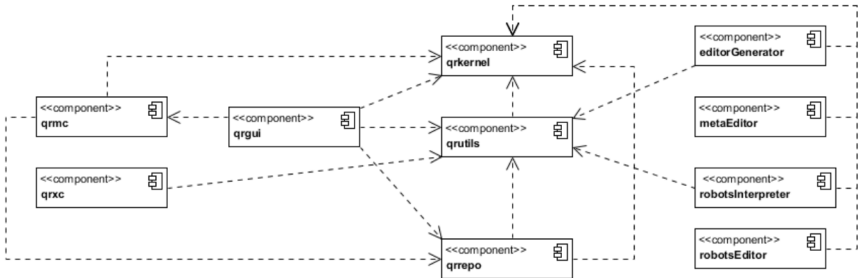 <<component>>
qrkernel
<<component>>
editorGenerator
<<component>>
qrmc
<<component>>
qrgui
<<component>>
qrutils
<<component>>
metaEditor
<<component>>
qrxc
<<component>>
robotsInterpreter
<<component>>
qrrepo
<<component>>
robotsEditor